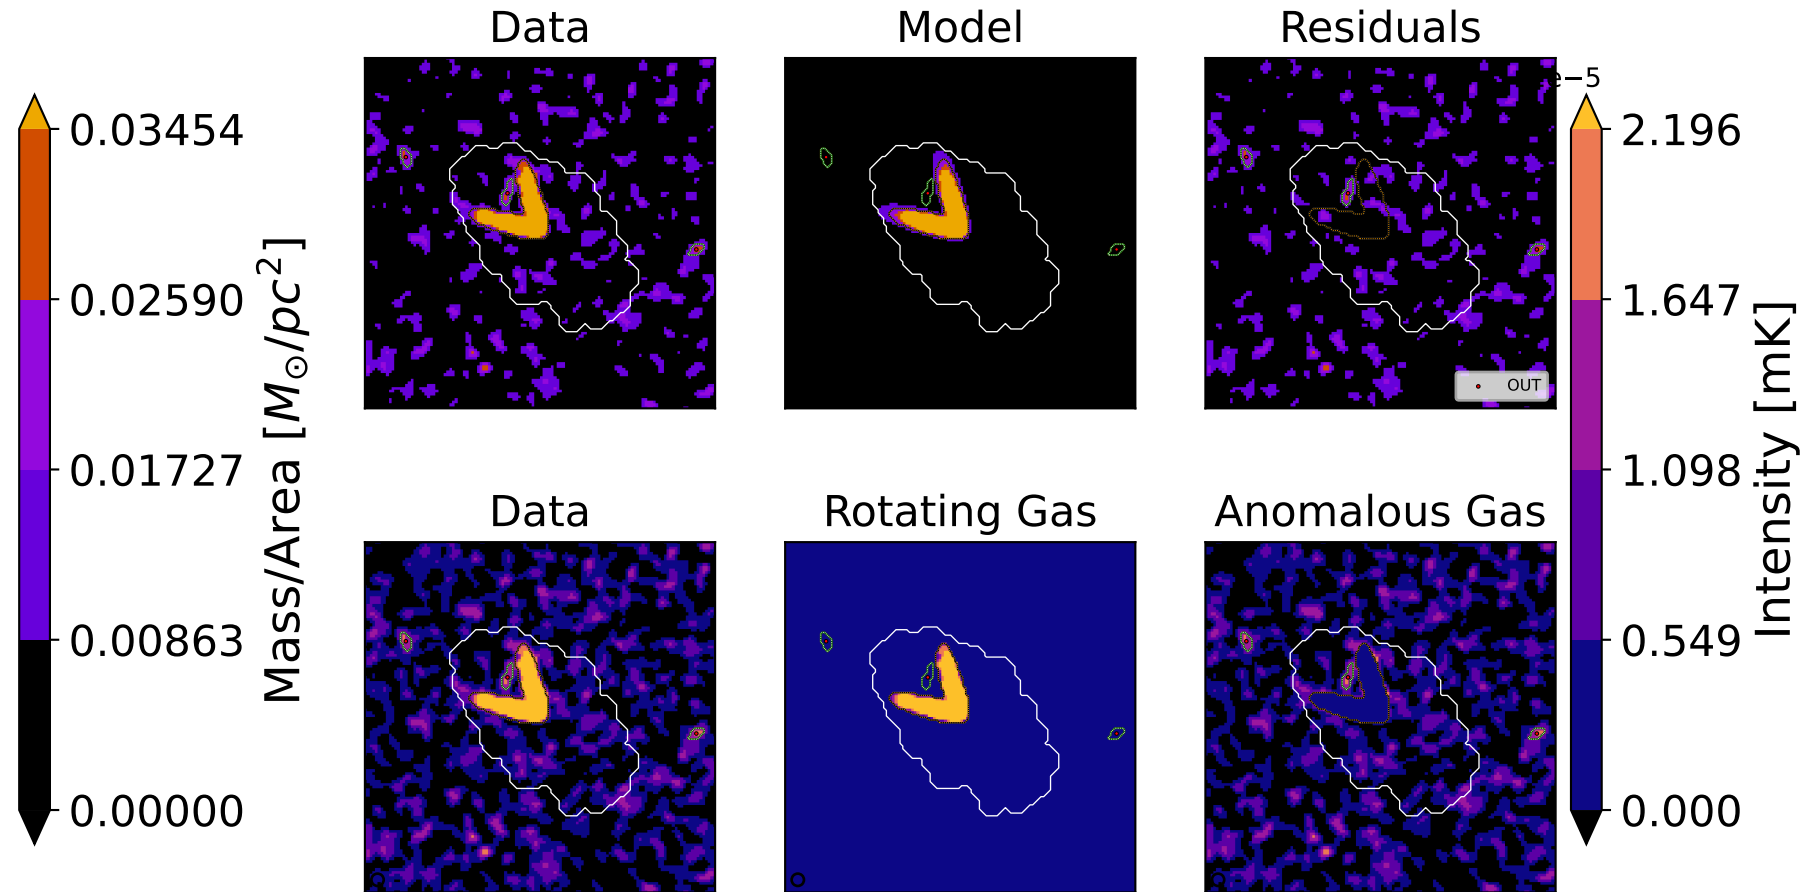 Data
Model
Residuals
e−5
0.03454
0.02590
0.01727
0.00863
0.00000
Mass/Area [M⊙/pc²]
OUT
2.196
1.647
1.098
0.549
0.000
Intensity [mK]
Data
Rotating Gas
Anomalous Gas